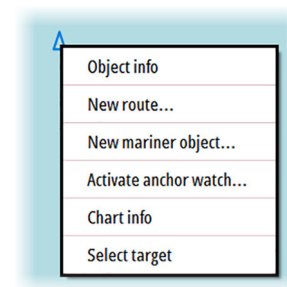 Object info
New route...
New mariner object...
Activate anchor watch...
Chart info
Select target